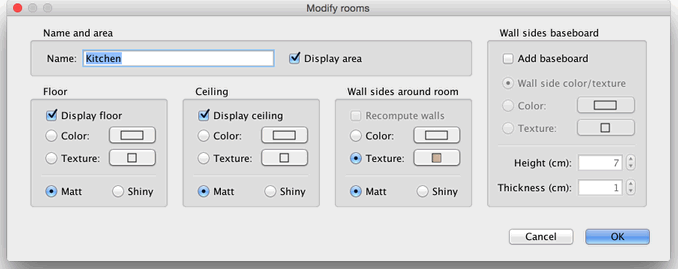 Modify rooms
Name and area
Name: Kitchen Display area
Floor
Display floor
Color:
Texture:
Matt Shiny
Ceiling
Display ceiling
Color:
Texture:
Matt Shiny
Wall sides around room
Recompute walls
Color:
Texture:
Matt Shiny
Wall sides baseboard
Add baseboard
Wall side color/texture
Color:
Texture:
Height (cm): 7
Thickness (cm): 1
Cancel OK